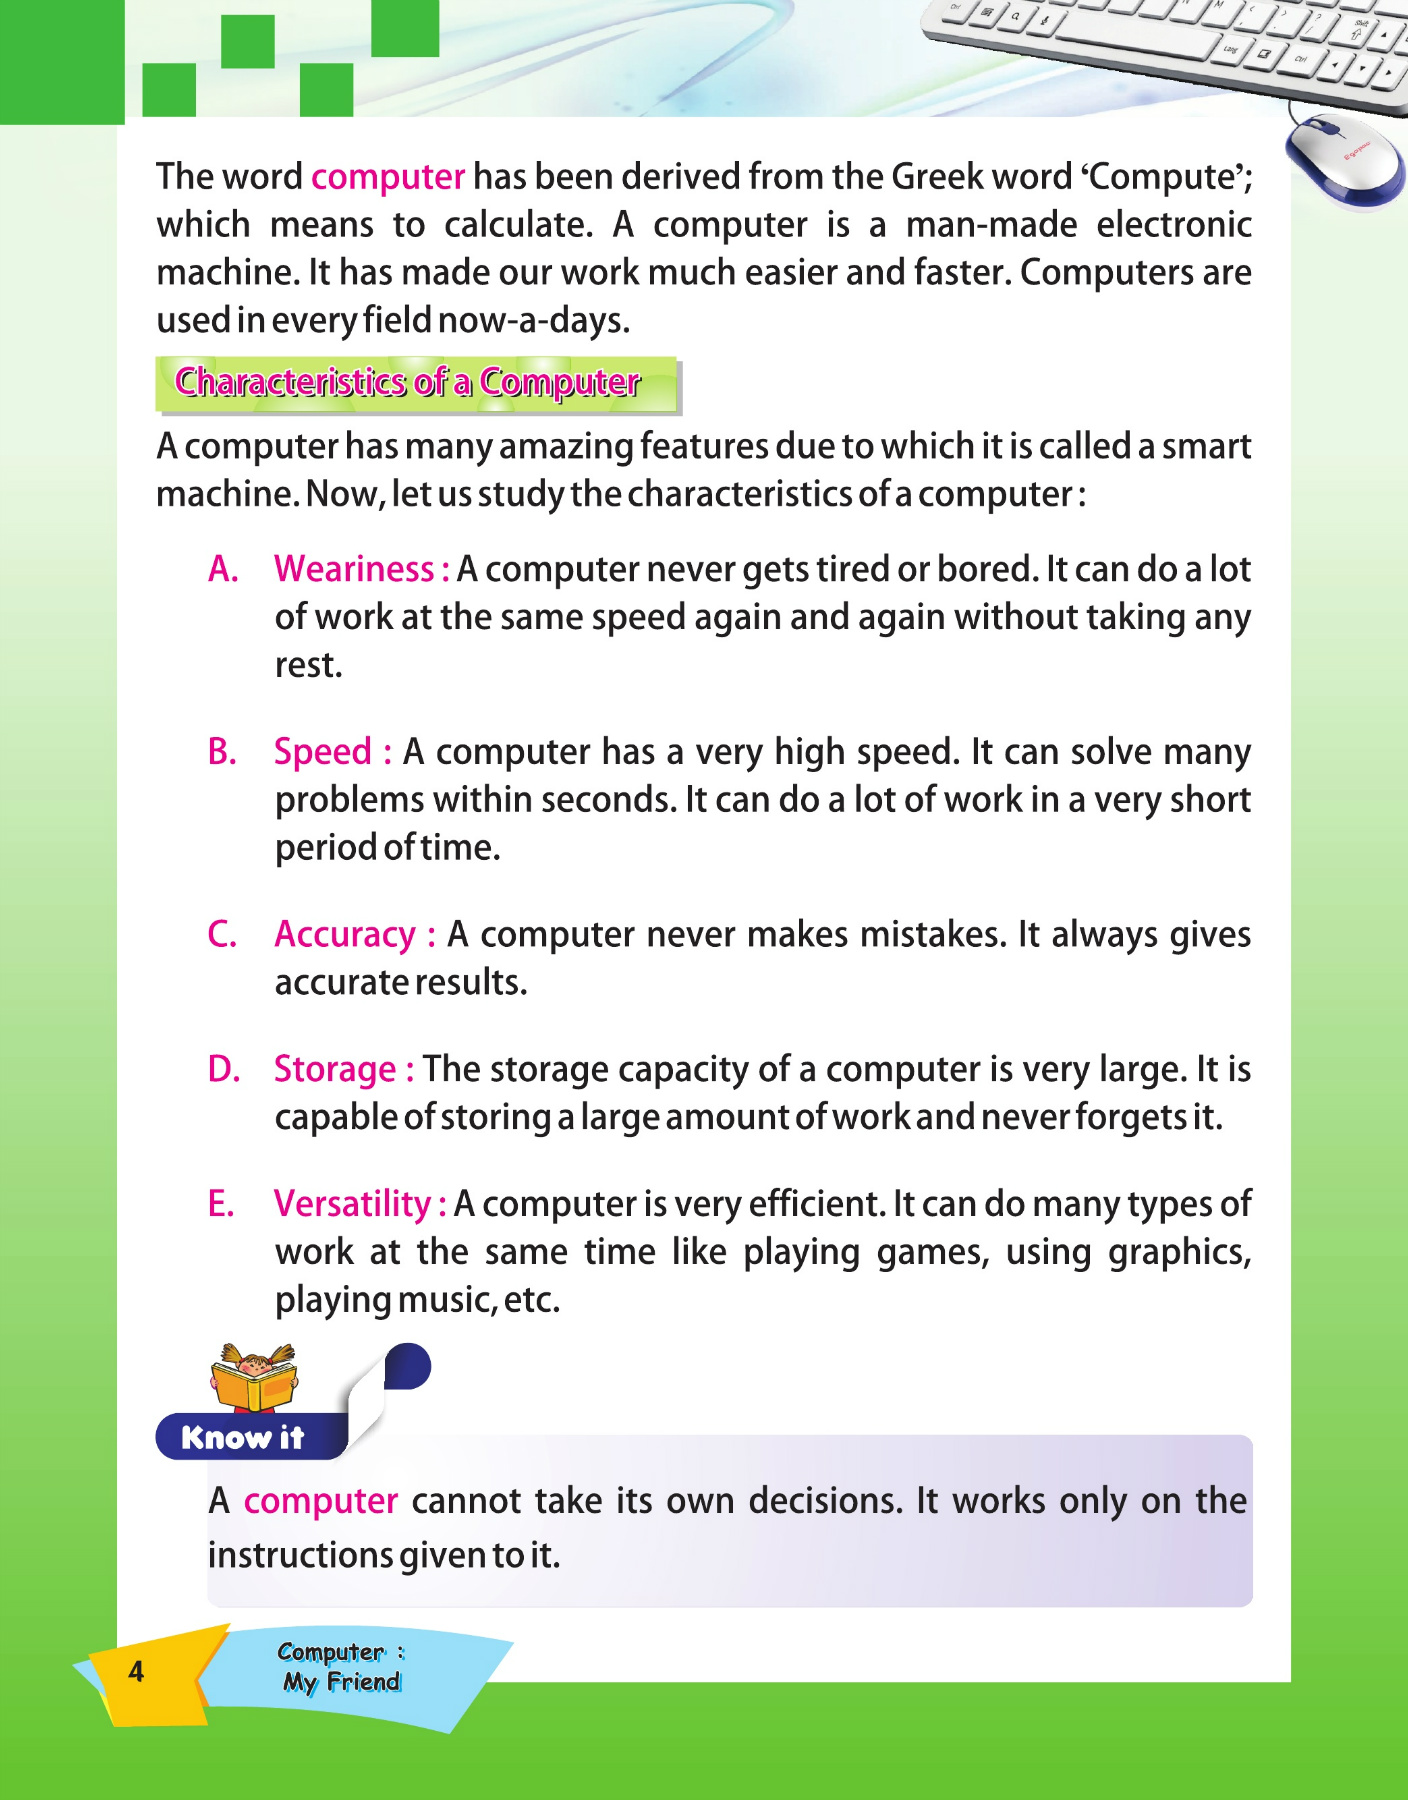 The word computer has been derived from the Greek word ‘Compute’;
which means to calculate. A computer is a man-made electronic
machine. It has made our work much easier and faster. Computers are
used in every field now-a-days.
Characteristics of a Computer
A computer has many amazing features due to which it is called a smart
machine. Now, let us study the characteristics of a computer :
A. Weariness : A computer never gets tired or bored. It can do a lot
of work at the same speed again and again without taking any
rest.
B. Speed : A computer has a very high speed. It can solve many
problems within seconds. It can do a lot of work in a very short
period of time.
C. Accuracy : A computer never makes mistakes. It always gives
accurate results.
D. Storage : The storage capacity of a computer is very large. It is
capable of storing a large amount of work and never forgets it.
E. Versatility : A computer is very efficient. It can do many types of
work at the same time like playing games, using graphics,
playing music, etc.
Know it
A computer cannot take its own decisions. It works only on the
instructions given to it.
4
Computer :
My Friend